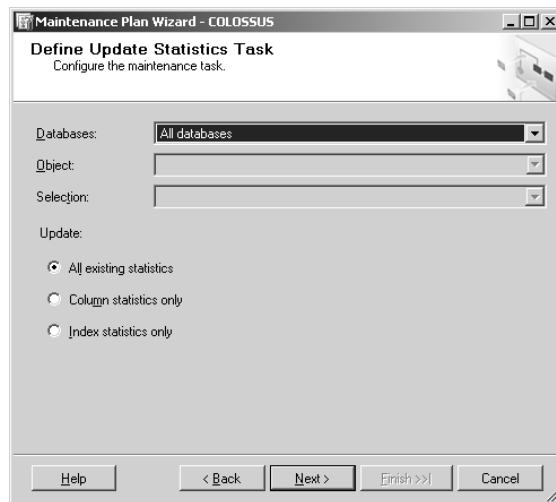 Maintenance Plan Wizard - COLOSSUS
Define Update Statistics Task
Configure the maintenance task.
Databases: All databases
Object:
Selection:
Update:
All existing statistics
Column statistics only
Index statistics only
Help < Back Next > Finish >>| Cancel